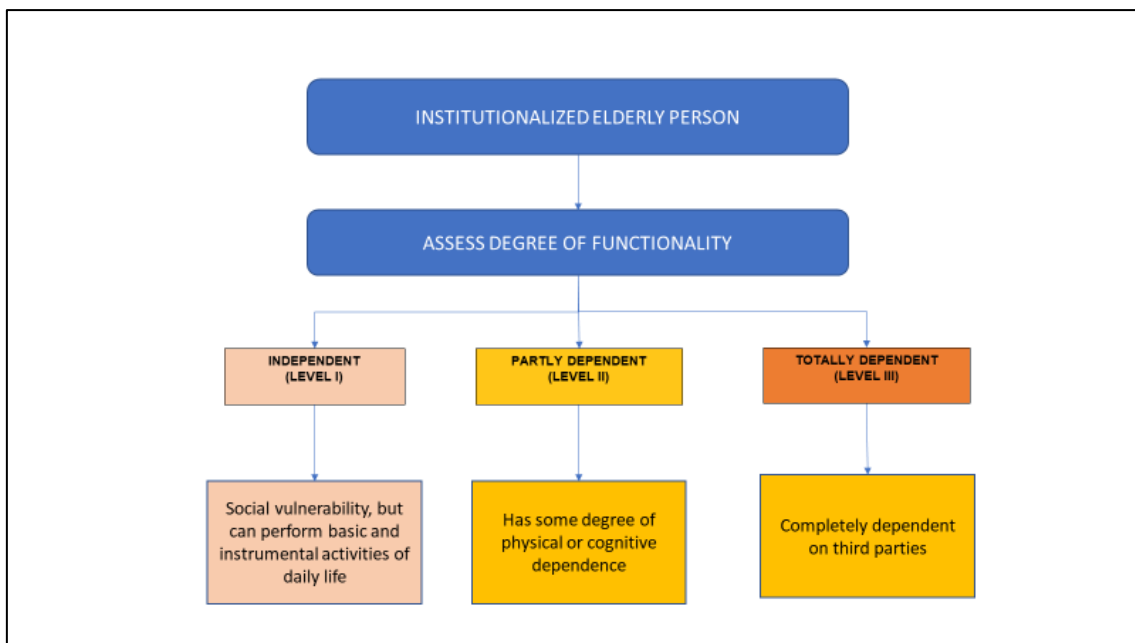 INSTITUTIONALIZED ELDERLY PERSON
ASSESS DEGREE OF FUNCTIONALITY
INDEPENDENT
(LEVEL I)
PARTLY DEPENDENT
(LEVEL II)
TOTALLY DEPENDENT
(LEVEL III)
Social vulnerability, but
can perform basic and
instrumental activities of
daily life
Has some degree of
physical or cognitive
dependence
Completely dependent
on third parties